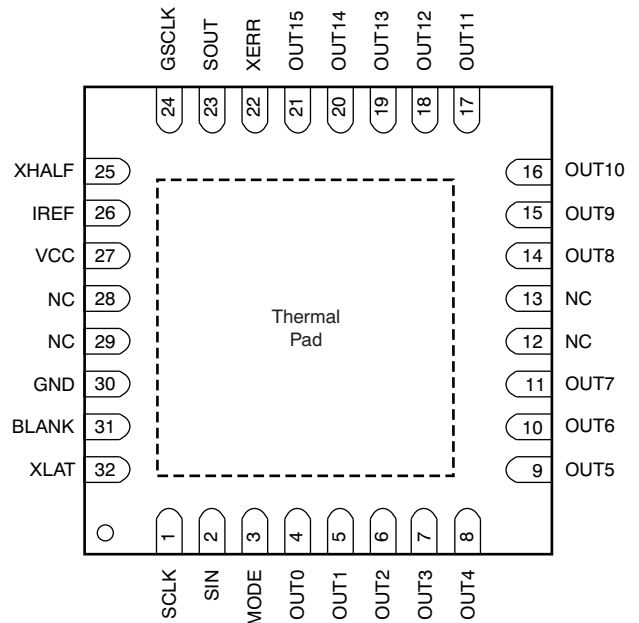 GSCLK
SOUT
XERR
OUT15
OUT14
OUT13
OUT12
OUT11
24
23
22
21
20
19
18
17
XHALF 25
16 OUT10
IREF 26
15 OUT9
VCC 27
14 OUT8
NC 28
13 NC
NC 29
12 NC
GND 30
11 OUT7
BLANK 31
10 OUT6
XLAT 32
9 OUT5
Thermal
Pad
1
2
3
4
5
6
7
8
SCLK
SIN
MODE
OUT0
OUT1
OUT2
OUT3
OUT4